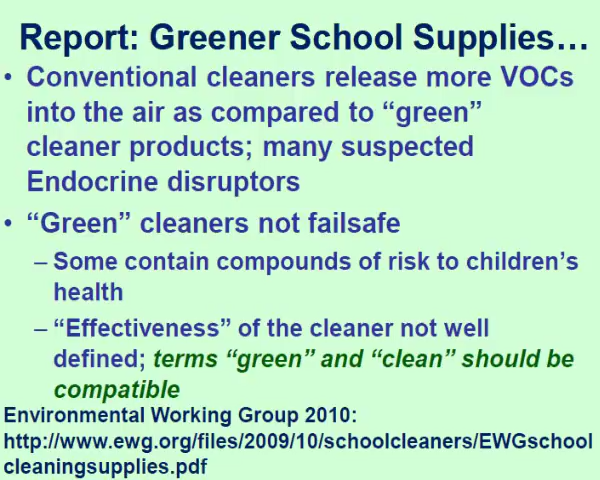 Report: Greener School Supplies…
• Conventional cleaners release more VOCs
into the air as compared to “green”
cleaner products; many suspected
Endocrine disruptors
• “Green” cleaners not failsafe
– Some contain compounds of risk to children’s
health
– “Effectiveness” of the cleaner not well
defined; terms “green” and “clean” should be
compatible
Environmental Working Group 2010:
http://www.ewg.org/files/2009/10/schoolcleaners/EWGschool
cleaningsupplies.pdf